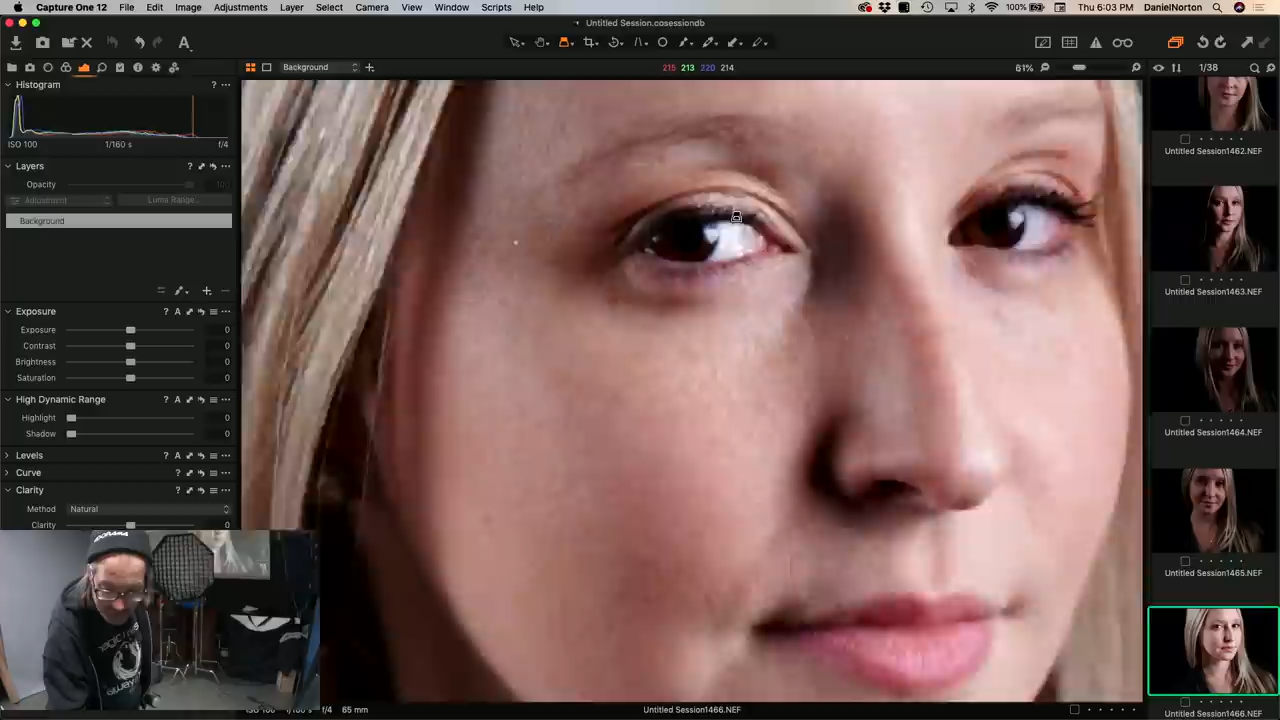 Capture One 12 File Edit Image Adjustments Layer Select Camera View Window Scripts Help 100% Thu 6:03 PM DanielNorton
Untitled Session.cosessiondb
Background 215 213 220 214 61% 1/38
Histogram ? ...
ISO 100 1/160 s f/4
Layers ? ...
Opacity
Adjustment Luma Range...
Background
Exposure ? A ...
Exposure 0
Contrast 0
Brightness 0
Saturation 0
High Dynamic Range ? A ...
Highlight 0
Shadow 0
Levels ? A ...
Curve ? A ...
Clarity ? A ...
Method Natural
Clarity 0
Untitled Session1462.NEF
Untitled Session1463.NEF
Untitled Session1464.NEF
Untitled Session1465.NEF
Untitled Session1466.NEF
ISO 100 1/160 s f/4 65 mm Untitled Session1466.NEF